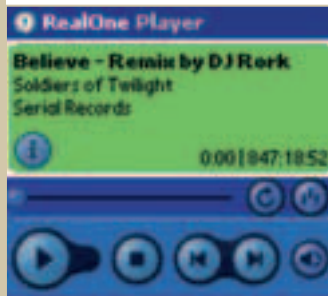 RealOne Player
Believe - Remix by DJ Rork
Soldiers of Twilight
Serial Records
0:00 | 847:18:52